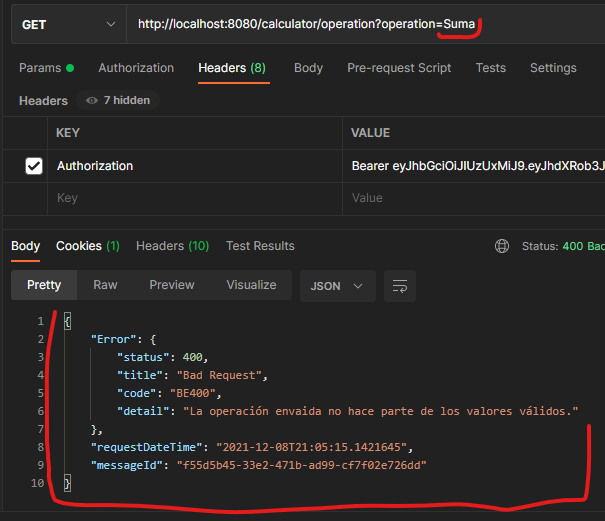 GET http://localhost:8080/calculator/operation?operation=Suma
Params Authorization Headers (8) Body Pre-request Script Tests Settings
Headers 7 hidden
KEY VALUE
Authorization Bearer eyJhbGciOiJIUzUxMiJ9.eyJhdXRob3J
Key Value
Body Cookies (1) Headers (10) Test Results Status: 400 Bac
Pretty Raw Preview Visualize JSON
1 {
2 "Error": {
3 "status": 400,
4 "title": "Bad Request",
5 "code": "BE400",
6 "detail": "La operación envaida no hace parte de los valores válidos."
7 },
8 "requestDateTime": "2021-12-08T21:05:15.1421645",
9 "messageId": "f55d5b45-33e2-471b-ad99-cf7f02e726dd"
10 }